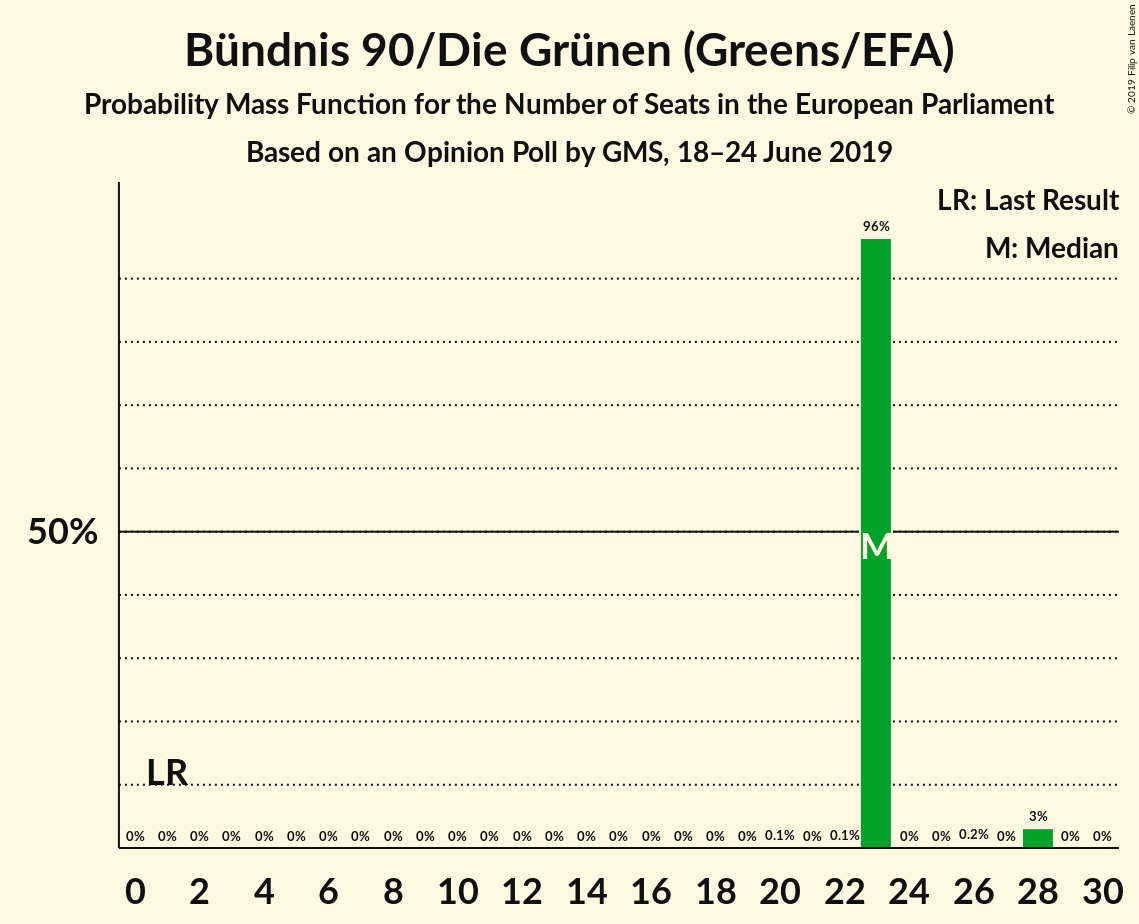 Bündnis 90/Die Grünen (Greens/EFA)
Probability Mass Function for the Number of Seats in the European Parliament
Based on an Opinion Poll by GMS, 18–24 June 2019
© 2019 Filip van Laenen
LR: Last Result
M: Median
96%
50%
M
LR
3%
0% 0% 0% 0% 0% 0% 0% 0% 0% 0% 0% 0% 0% 0% 0% 0% 0% 0% 0% 0% 0.1% 0% 0.1% 0% 0% 0.2% 0% 0% 0%
0 2 4 6 8 10 12 14 16 18 20 22 24 26 28 30